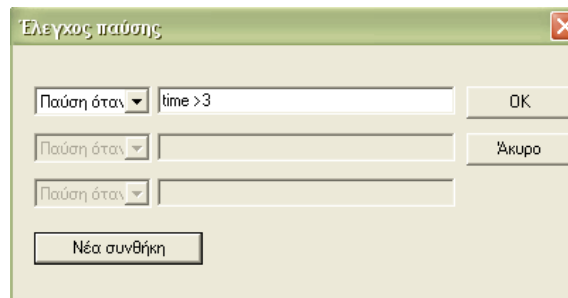 Έλεγχος παύσης
Παύση όταν time >3 OK
Παύση όταν Άκυρο
Παύση όταν
Νέα συνθήκη